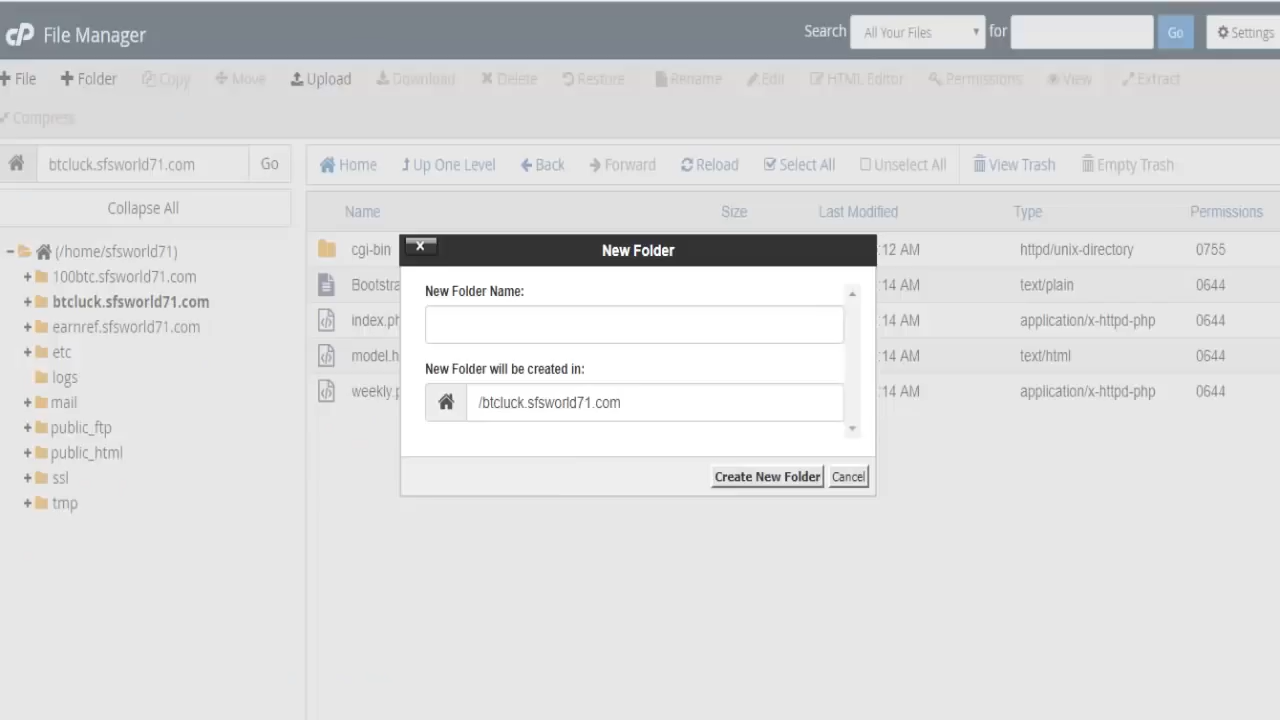 cP File Manager
Search All Your Files for Go Settings
File Folder Copy Move Upload Download Delete Restore Rename Edit HTML Editor Permissions View Extract
Compress
btcluck.sfsworld71.com Go
Home Up One Level Back Forward Reload Select All Unselect All View Trash Empty Trash
Collapse All
(/home/sfsworld71)
100btc.sfsworld71.com
btcluck.sfsworld71.com
earnref.sfsworld71.com
etc
logs
mail
public_ftp
public_html
ssl
tmp
Name Size Last Modified Type Permissions
cgi-bin :12 AM httpd/unix-directory 0755
Bootstra :14 AM text/plain 0644
index.ph :14 AM application/x-httpd-php 0644
model.h :14 AM text/html 0644
weekly.p :14 AM application/x-httpd-php 0644
New Folder
New Folder Name:
New Folder will be created in:
/btcluck.sfsworld71.com
Create New Folder Cancel